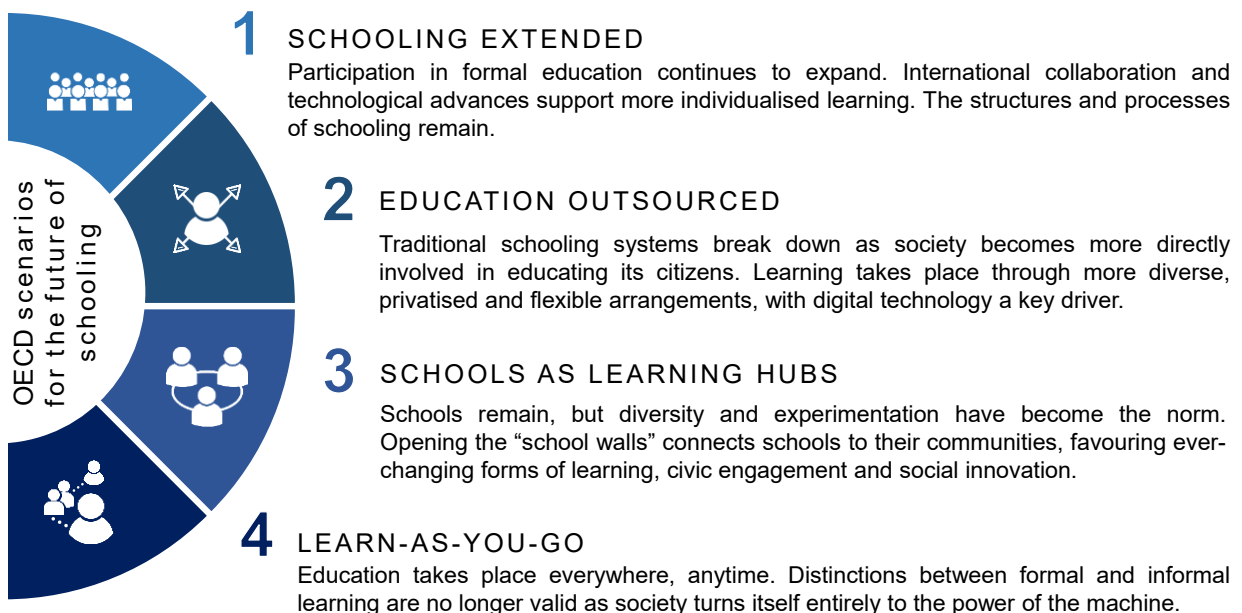 OECD scenarios
for the future of
schooling
1
SCHOOLING EXTENDED
Participation in formal education continues to expand. International collaboration and
technological advances support more individualised learning. The structures and processes
of schooling remain.
2
EDUCATION OUTSOURCED
Traditional schooling systems break down as society becomes more directly
involved in educating its citizens. Learning takes place through more diverse,
privatised and flexible arrangements, with digital technology a key driver.
3
SCHOOLS AS LEARNING HUBS
Schools remain, but diversity and experimentation have become the norm.
Opening the “school walls” connects schools to their communities, favouring ever-
changing forms of learning, civic engagement and social innovation.
4
LEARN-AS-YOU-GO
Education takes place everywhere, anytime. Distinctions between formal and informal
learning are no longer valid as society turns itself entirely to the power of the machine.